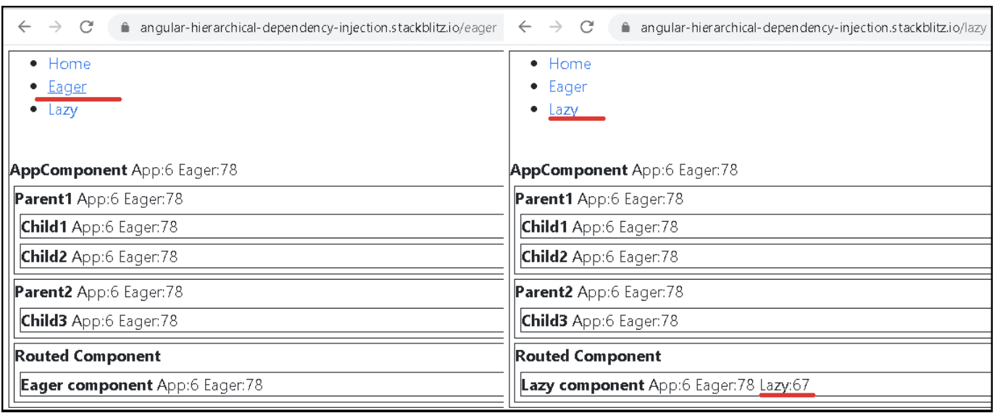 angular-hierarchical-dependency-injection.stackblitz.io/eager
Home
Eager
Lazy
AppComponent App:6 Eager:78
Parent1 App:6 Eager:78
Child1 App:6 Eager:78
Child2 App:6 Eager:78
Parent2 App:6 Eager:78
Child3 App:6 Eager:78
Routed Component
Eager component App:6 Eager:78
angular-hierarchical-dependency-injection.stackblitz.io/lazy
Home
Eager
Lazy
AppComponent App:6 Eager:78
Parent1 App:6 Eager:78
Child1 App:6 Eager:78
Child2 App:6 Eager:78
Parent2 App:6 Eager:78
Child3 App:6 Eager:78
Routed Component
Lazy component App:6 Eager:78 Lazy:67